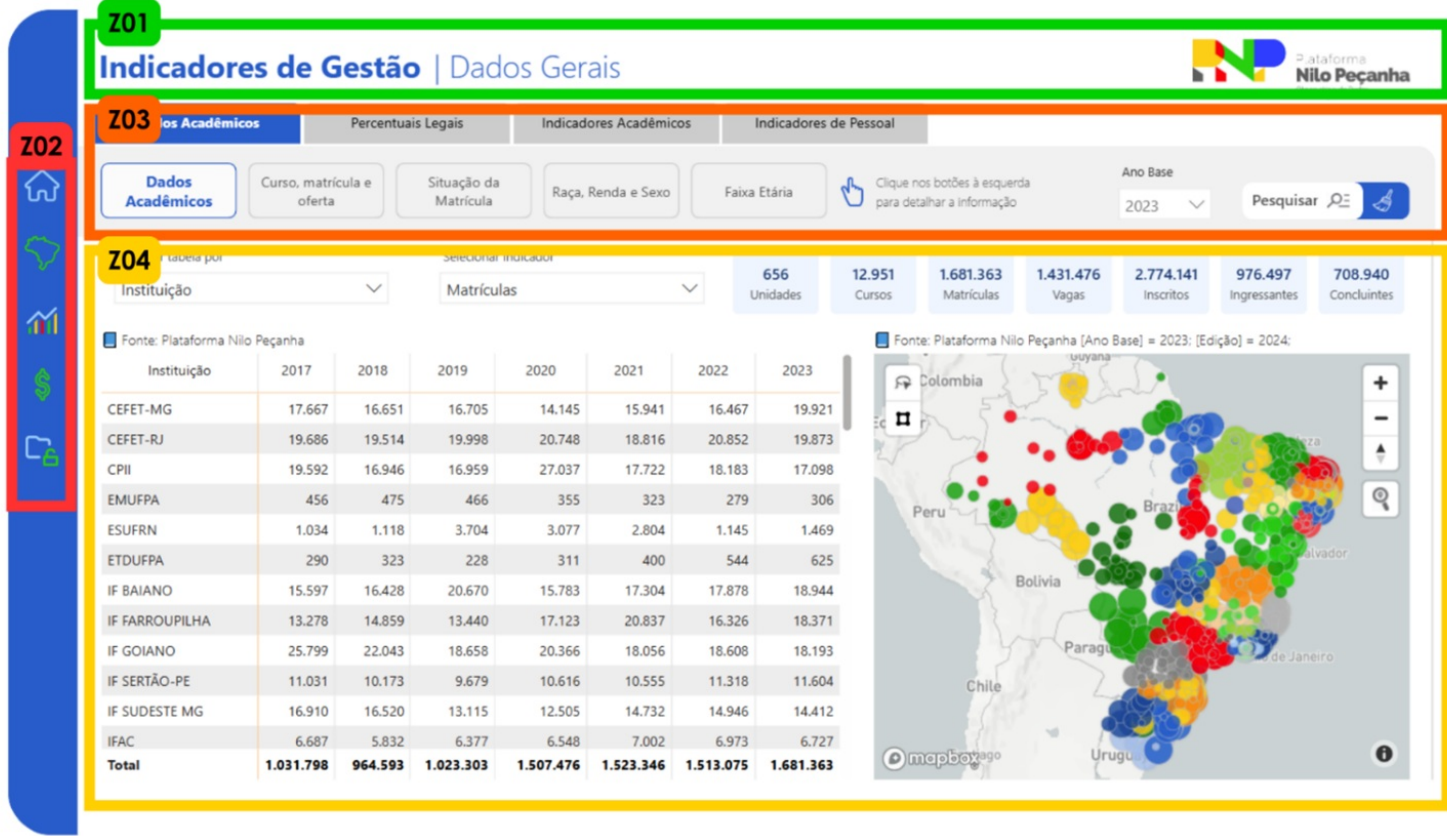 Z01
Indicadores de Gestão | Dados Gerais
Plataforma
Nilo Peçanha
Z02
Z03
os Acadêmicos
Percentuais Legais
Indicadores Acadêmicos
Indicadores de Pessoal
Dados
Acadêmicos
Curso, matrícula e
oferta
Situação da
Matrícula
Raça, Renda e Sexo
Faixa Etária
Clique nos botões à esquerda
para detalhar a informação
Ano Base
2023
Pesquisar
Z04
tabela por
Instituição
Selecionar Indicador
Matrículas
656
Unidades
12.951
Cursos
1.681.363
Matrículas
1.431.476
Vagas
2.774.141
Inscritos
976.497
Ingressantes
708.940
Concluintes
Fonte: Plataforma Nilo Peçanha
Instituição 2017 2018 2019 2020 2021 2022 2023
CEFET-MG 17.667 16.651 16.705 14.145 15.941 16.467 19.921
CEFET-RJ 19.686 19.514 19.998 20.748 18.816 20.852 19.873
CPII 19.592 16.946 16.959 27.037 17.722 18.183 17.098
EMUFPA 456 475 466 355 323 279 306
ESUFRN 1.034 1.118 3.704 3.077 2.804 1.145 1.469
ETDUFPA 290 323 228 311 400 544 625
IF BAIANO 15.597 16.428 20.670 15.783 17.304 17.878 18.944
IF FARROUPILHA 13.278 14.859 13.440 17.123 20.837 16.326 18.371
IF GOIANO 25.799 22.043 18.658 20.366 18.056 18.608 18.193
IF SERTÃO-PE 11.031 10.173 9.679 10.616 10.555 11.318 11.604
IF SUDESTE MG 16.910 16.520 13.115 12.505 14.732 14.946 14.412
IFAC 6.687 5.832 6.377 6.548 7.002 6.973 6.727
Total 1.031.798 964.593 1.023.303 1.507.476 1.523.346 1.513.075 1.681.363
Fonte: Plataforma Nilo Peçanha [Ano Base] = 2023; [Edição] = 2024;
Guyana
Colombia
Peru
Brazi
alvador
Bolivia
Paragu
de Janeiro
Chile
Urugu
mapbox
ago